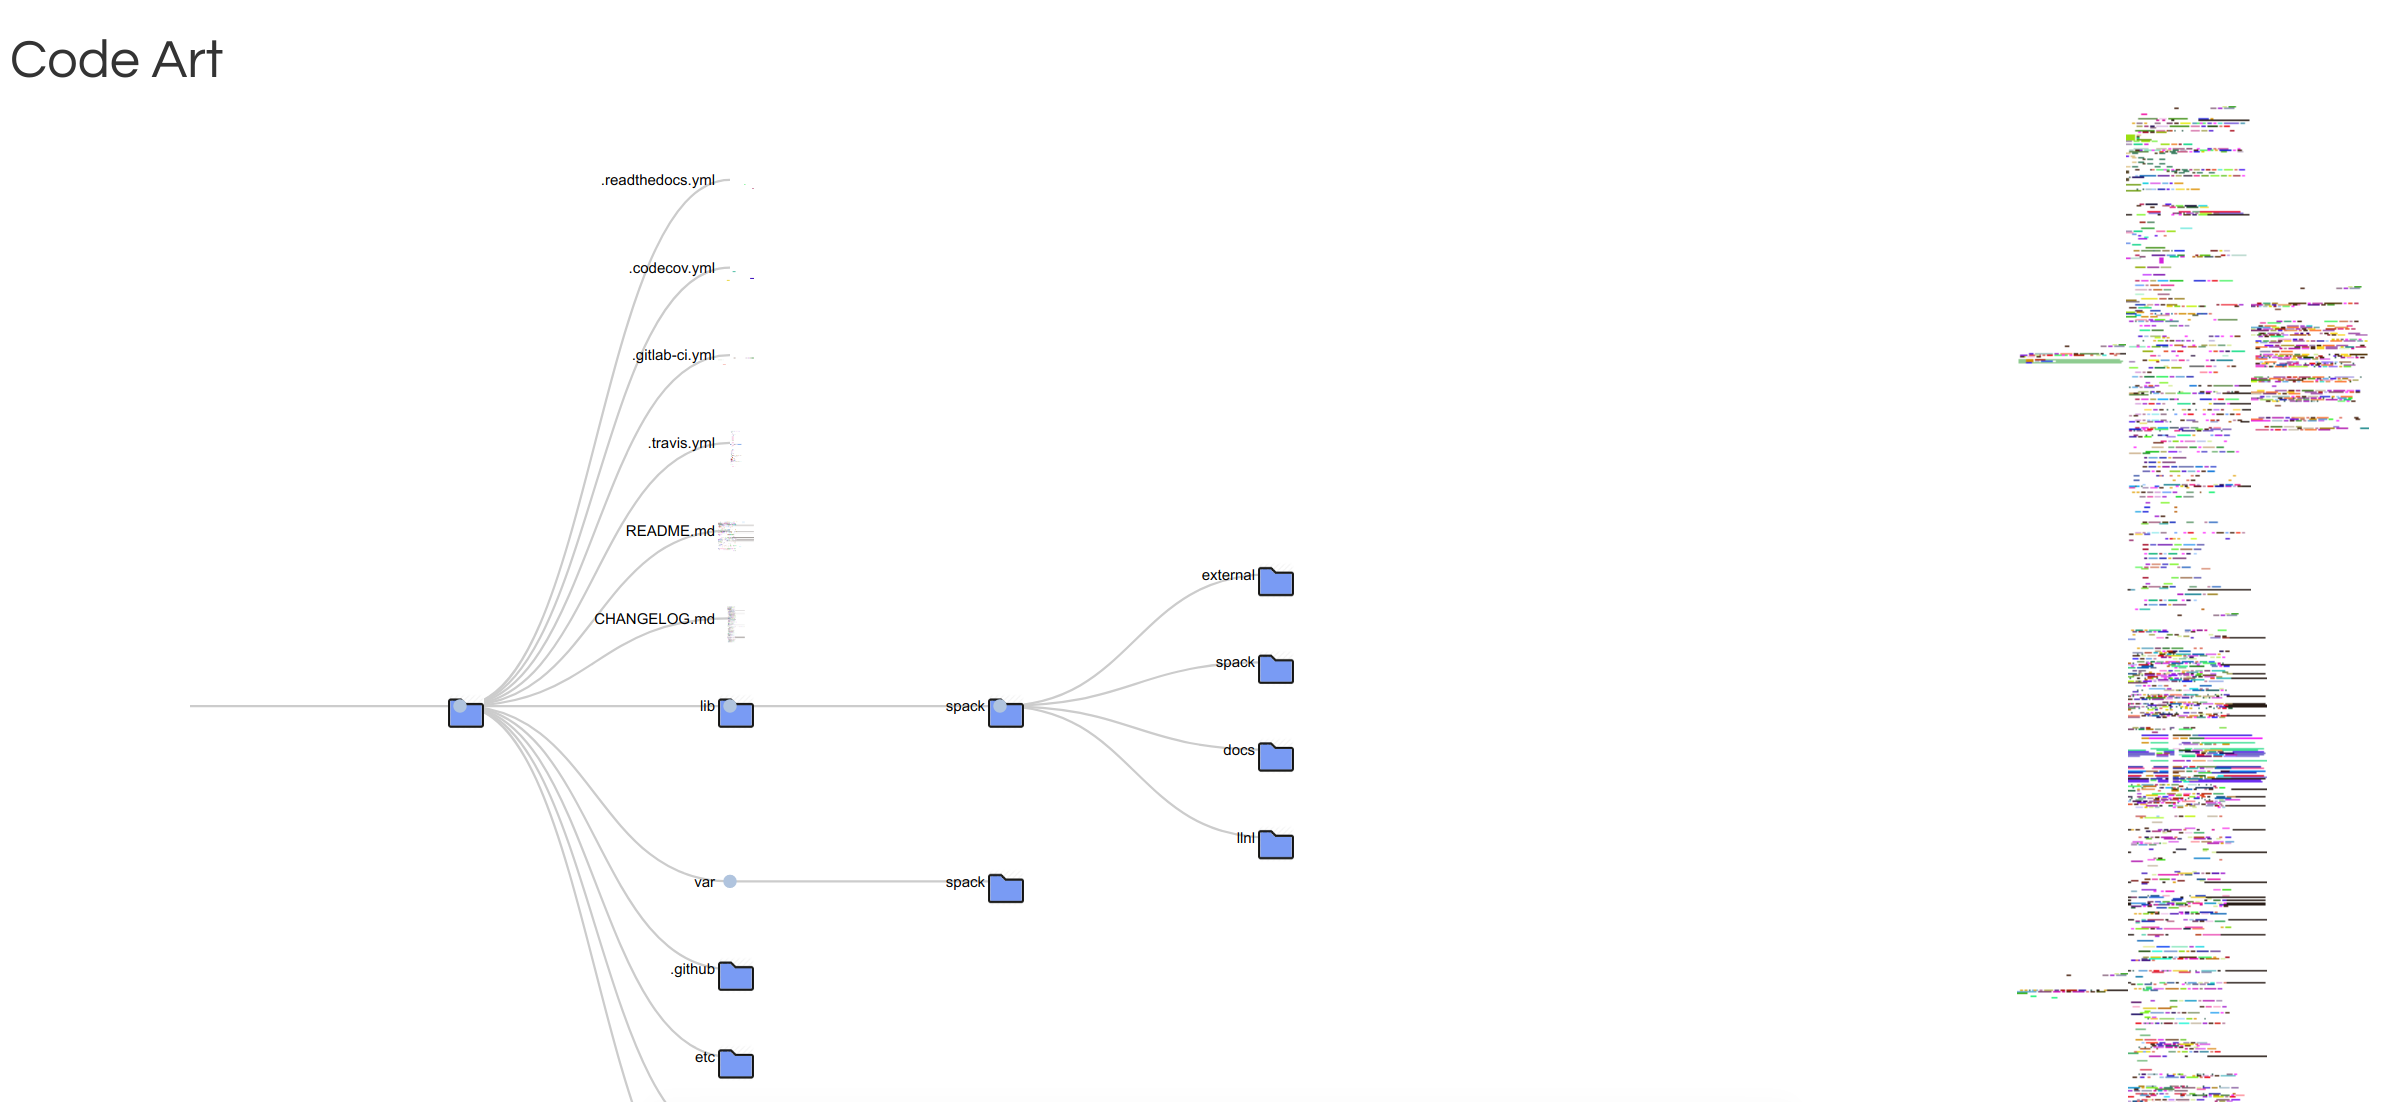 Code Art
.readthedocs.yml
.codecov.yml
.gitlab-ci.yml
.travis.yml
README.md
CHANGELOG.md
external
spack
lib
spack
docs
llnl
var
spack
.github
etc